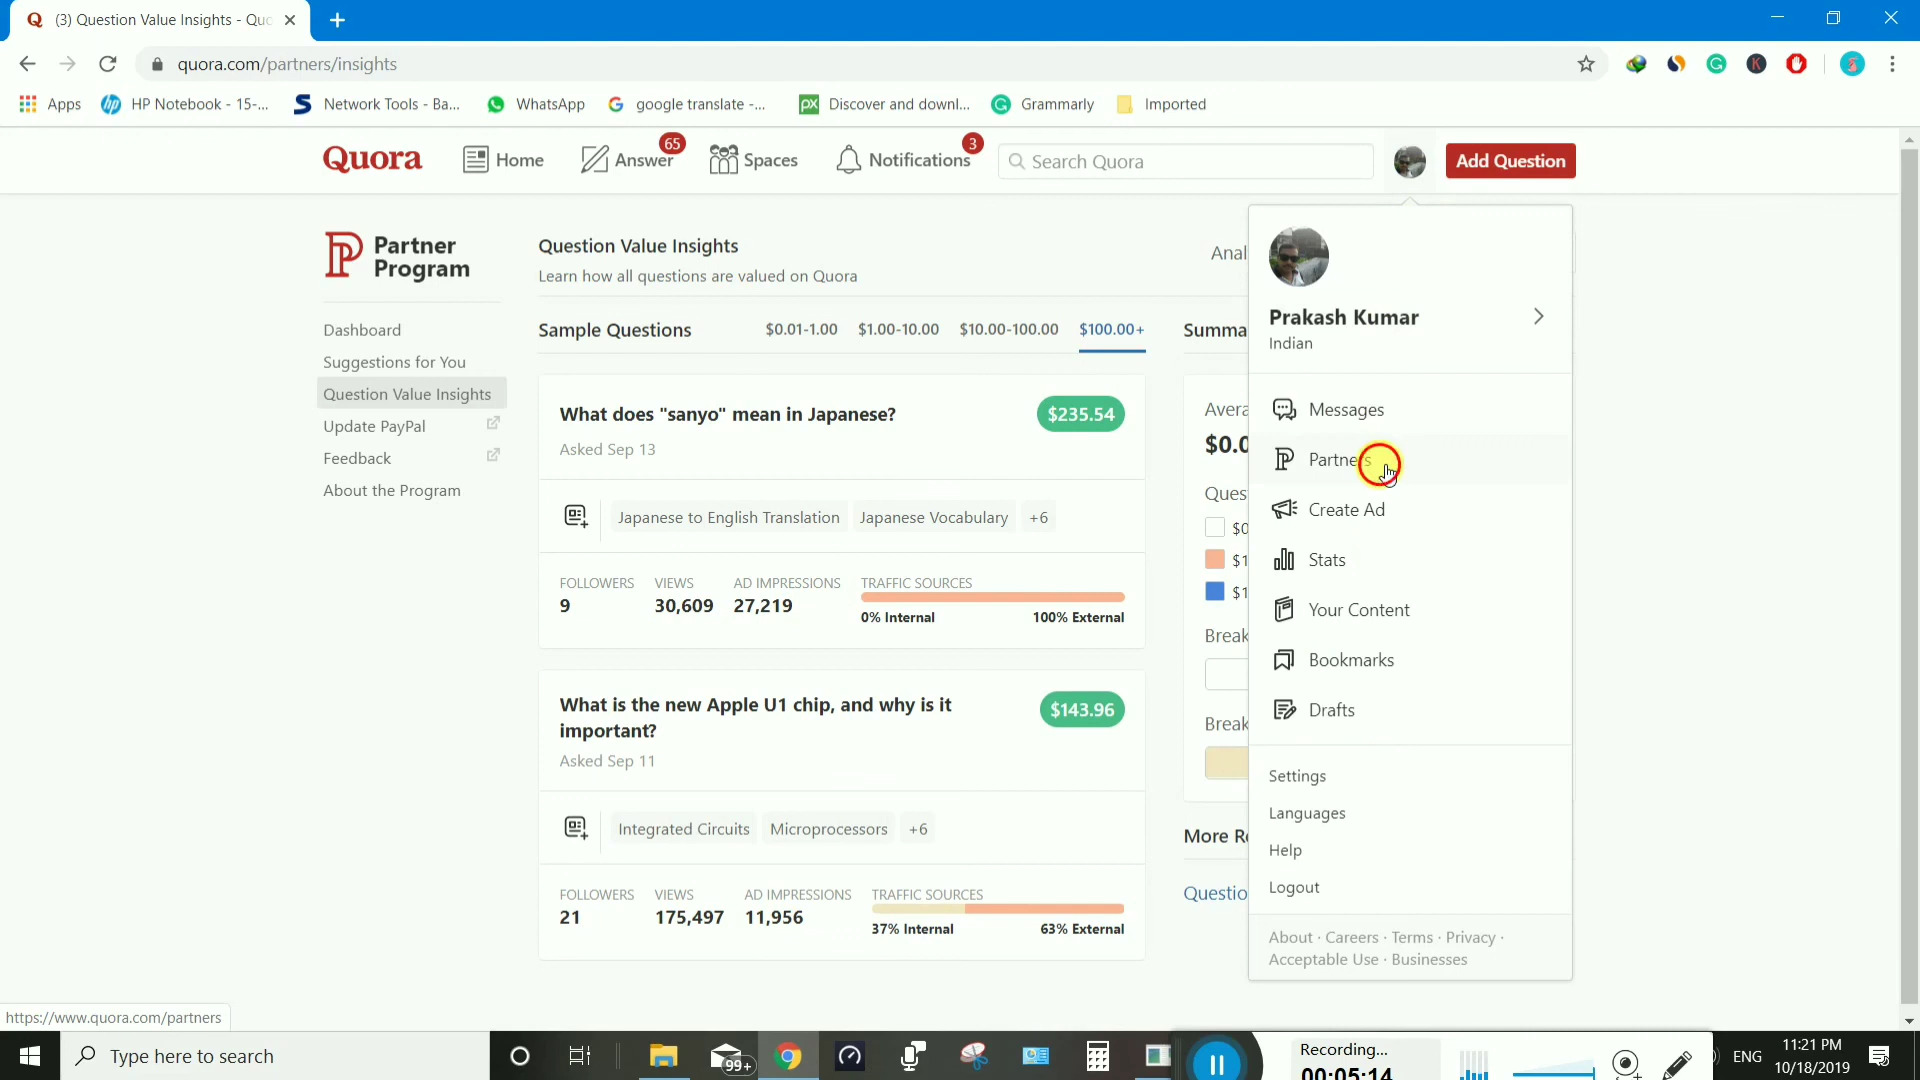 (3) Question Value Insights - Quo
quora.com/partners/insights
Apps
HP Notebook - 15-...
Network Tools - Ba...
WhatsApp
google translate -...
Discover and downl...
Grammarly
Imported
Quora
Home
Answer
65
Spaces
Notifications
3
Search Quora
Add Question
Partner
Program
Dashboard
Suggestions for You
Question Value Insights
Update PayPal
Feedback
About the Program
Question Value Insights
Learn how all questions are valued on Quora
Anal
Sample Questions
$0.01-1.00
$1.00-10.00
$10.00-100.00
$100.00+
What does "sanyo" mean in Japanese?
$235.54
Asked Sep 13
Japanese to English Translation
Japanese Vocabulary
+6
FOLLOWERS VIEWS AD IMPRESSIONS TRAFFIC SOURCES
9 30,609 27,219
0% Internal 100% External
What is the new Apple U1 chip, and why is it
important?
$143.96
Asked Sep 11
Integrated Circuits
Microprocessors
+6
FOLLOWERS VIEWS AD IMPRESSIONS TRAFFIC SOURCES
21 175,497 11,956
37% Internal 63% External
Summa
Avera
$0.0
Ques
$0
$1
$1
Break
Break
More Re
Questio
Prakash Kumar
Indian
Messages
Partners
Create Ad
Stats
Your Content
Bookmarks
Drafts
Settings
Languages
Help
Logout
About · Careers · Terms · Privacy ·
Acceptable Use · Businesses
https://www.quora.com/partners
Type here to search
99+
Recording...
00:05:14
ENG
11:21 PM
10/18/2019